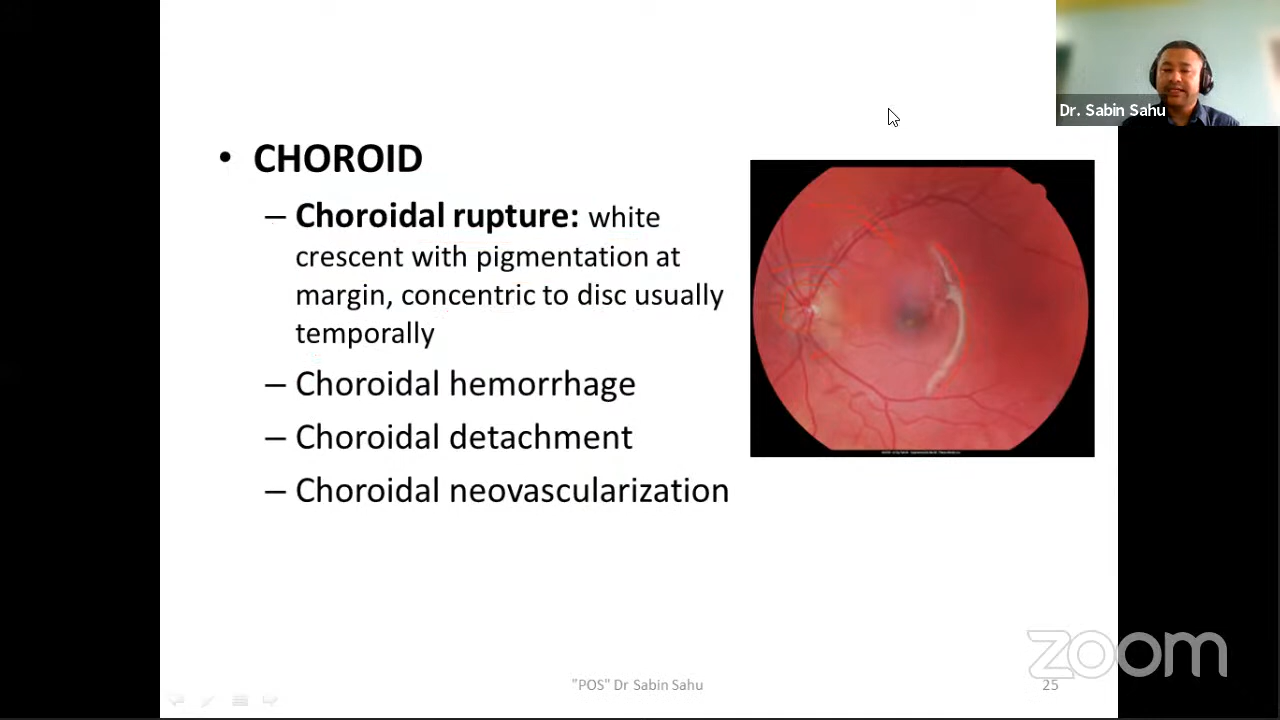 Dr. Sabin Sahu
• CHOROID
– Choroidal rupture: white
crescent with pigmentation at
margin, concentric to disc usually
temporally
– Choroidal hemorrhage
– Choroidal detachment
– Choroidal neovascularization
zoom
"POS" Dr Sabin Sahu
25